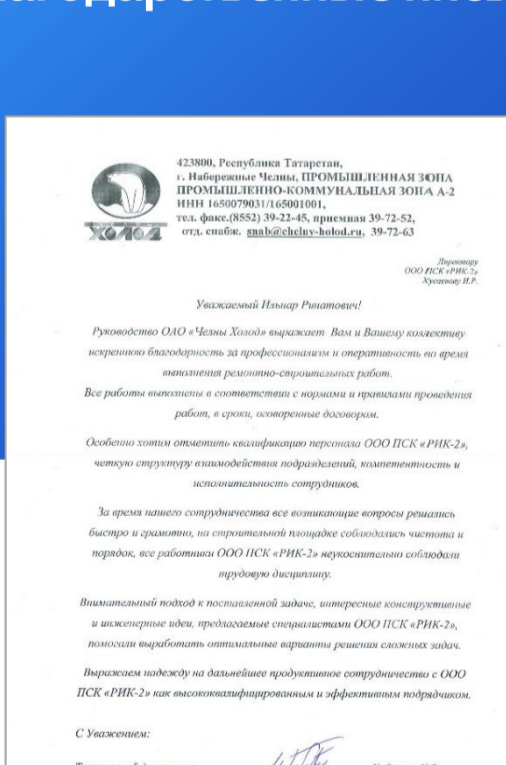 423800, Республика Татарстан,
г. Набережные Челны, ПРОМЫШЛЕННАЯ ЗОНА
ПРОМЫШЛЕННО-КОММУНАЛЬНАЯ ЗОНА А-2
ИНН 1650079031/165001001,
тел. факс.(8552) 39-22-45, приемная 39-72-52,
отд. снабж. snab@chelny-holod.ru, 39-72-63
ХОЛОД
Директору
ООО ПСК «РИК-2»
Хусаенову И.Р.
Уважаемый Ильнар Ринатович!
Руководство ОАО «Челны Холод» выражает Вам и Вашему коллективу
искреннюю благодарность за профессионализм и оперативность во время
выполнения ремонтно-строительных работ.
Все работы выполнены в соответствии с нормами и правилами проведения
работ, в сроки, оговоренные договором.
Особенно хотим отметить квалификацию персонала ООО ПСК «РИК-2»,
четкую структуру взаимодействия подразделений, компетентность и
исполнительность сотрудников.
За время нашего сотрудничества все возникающие вопросы решались
быстро и грамотно, на строительной площадке соблюдались чистота и
порядок, все работники ООО ПСК «РИК-2» неукоснительно соблюдали
трудовую дисциплину.
Внимательный подход к поставленной задаче, интересные конструктивные
и инженерные идеи, предлагаемые специалистами ООО ПСК «РИК-2»,
помогали выработать оптимальные варианты решения сложных задач.
Выражаем надежду на дальнейшее продуктивное сотрудничество с ООО
ПСК «РИК-2» как высококвалифицированным и эффективным подрядчиком.
С Уважением: